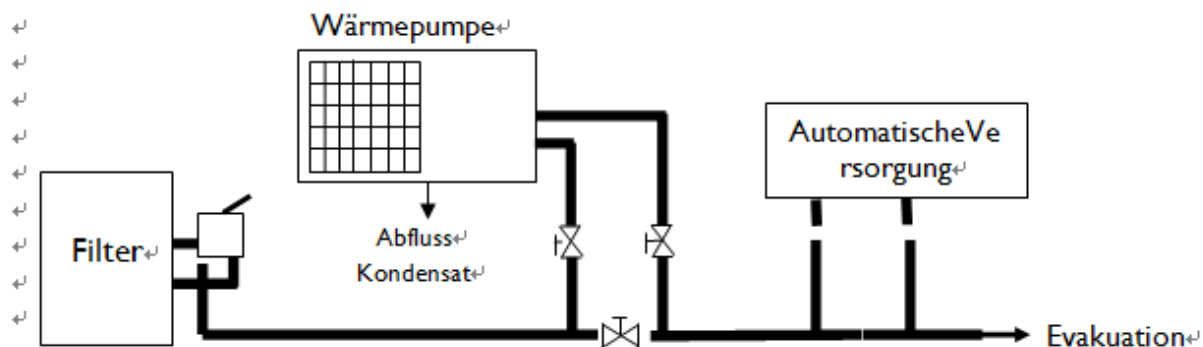 Wärmepumpe
AutomatischeVe
rsorgung
Filter
Abfluss
Kondensat
Evakuation